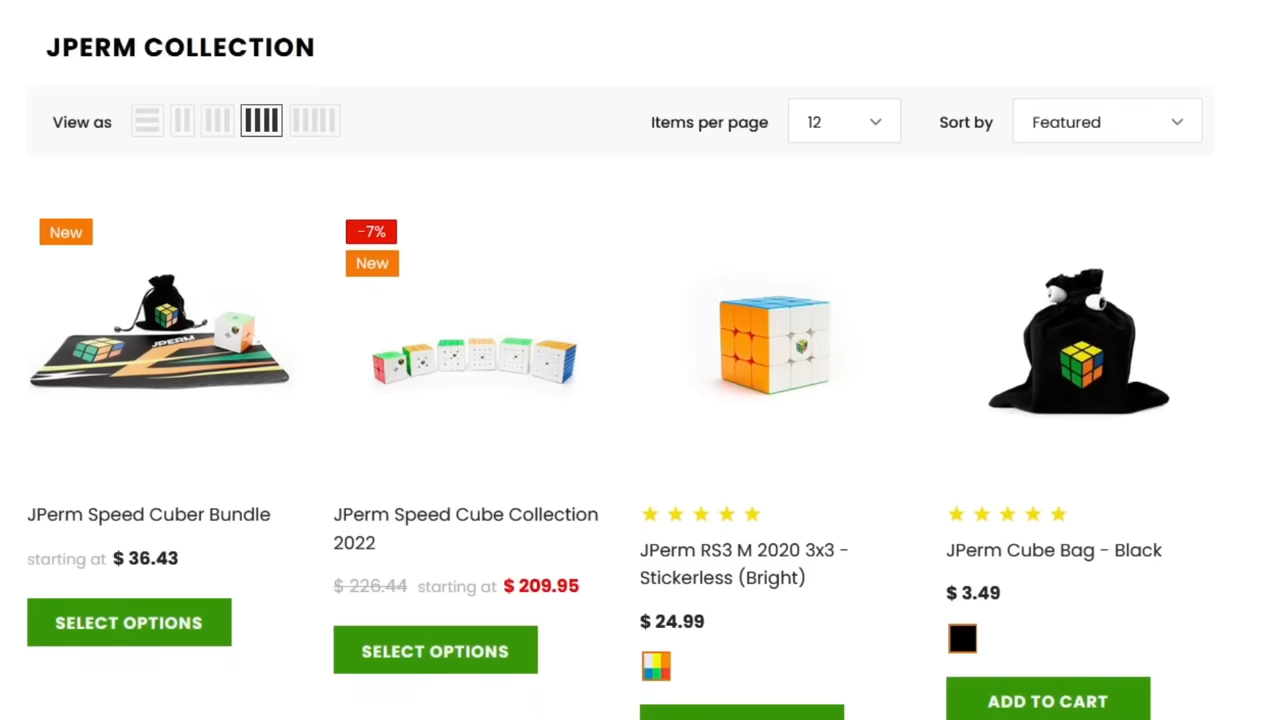 JPERM COLLECTION
View as
Items per page
12
Sort by
Featured
New
-7%
New
JPERM
JPerm Speed Cuber Bundle
starting at $ 36.43
SELECT OPTIONS
JPerm Speed Cube Collection
2022
$ 226.44 starting at $ 209.95
SELECT OPTIONS
JPerm RS3 M 2020 3x3 -
Stickerless (Bright)
$ 24.99
JPerm Cube Bag - Black
$ 3.49
ADD TO CART